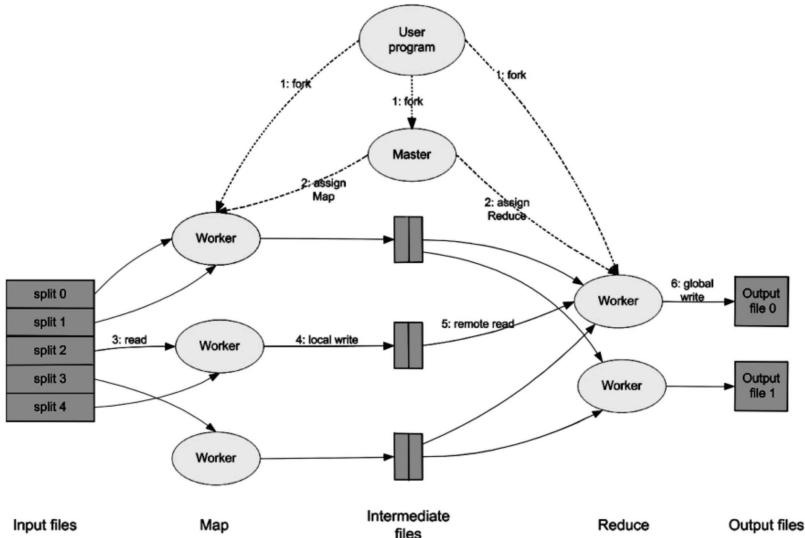 User
program
1: fork
1: fork
1: fork
Master
2: assign
Map
2: assign
Reduce
Worker
split 0
split 1
split 2
split 3
split 4
3: read
Worker
4: local write
5: remote read
Worker
6: global
write
Output
file 0
Worker
Output
file 1
Worker
Input files
Map
Intermediate
files
Reduce
Output files